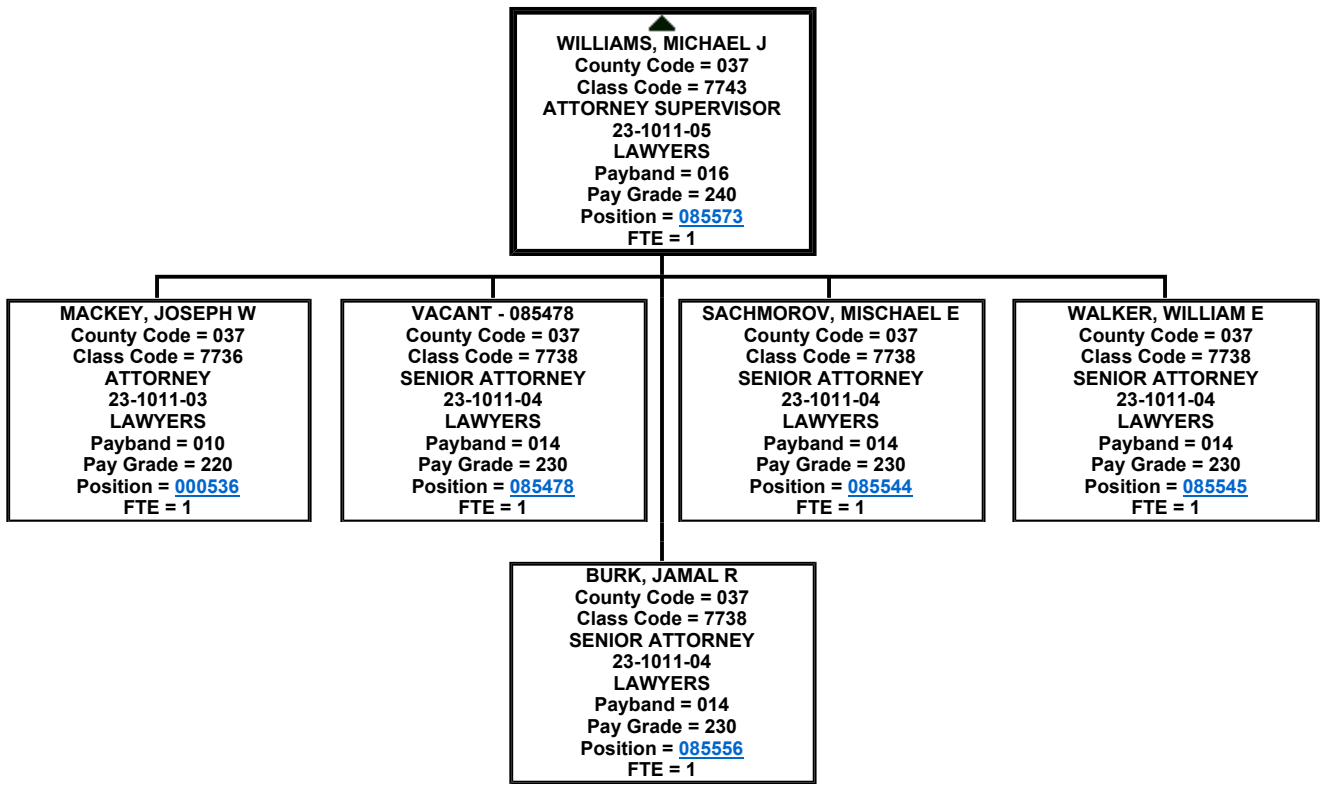 WILLIAMS, MICHAEL J
County Code = 037
Class Code = 7743
ATTORNEY SUPERVISOR
23-1011-05
LAWYERS
Payband = 016
Pay Grade = 240
Position = 085573
FTE = 1
MACKEY, JOSEPH W
County Code = 037
Class Code = 7736
ATTORNEY
23-1011-03
LAWYERS
Payband = 010
Pay Grade = 220
Position = 000536
FTE = 1
VACANT - 085478
County Code = 037
Class Code = 7738
SENIOR ATTORNEY
23-1011-04
LAWYERS
Payband = 014
Pay Grade = 230
Position = 085478
FTE = 1
SACHMOROV, MISCHAEL E
County Code = 037
Class Code = 7738
SENIOR ATTORNEY
23-1011-04
LAWYERS
Payband = 014
Pay Grade = 230
Position = 085544
FTE = 1
WALKER, WILLIAM E
County Code = 037
Class Code = 7738
SENIOR ATTORNEY
23-1011-04
LAWYERS
Payband = 014
Pay Grade = 230
Position = 085545
FTE = 1
BURK, JAMAL R
County Code = 037
Class Code = 7738
SENIOR ATTORNEY
23-1011-04
LAWYERS
Payband = 014
Pay Grade = 230
Position = 085556
FTE = 1